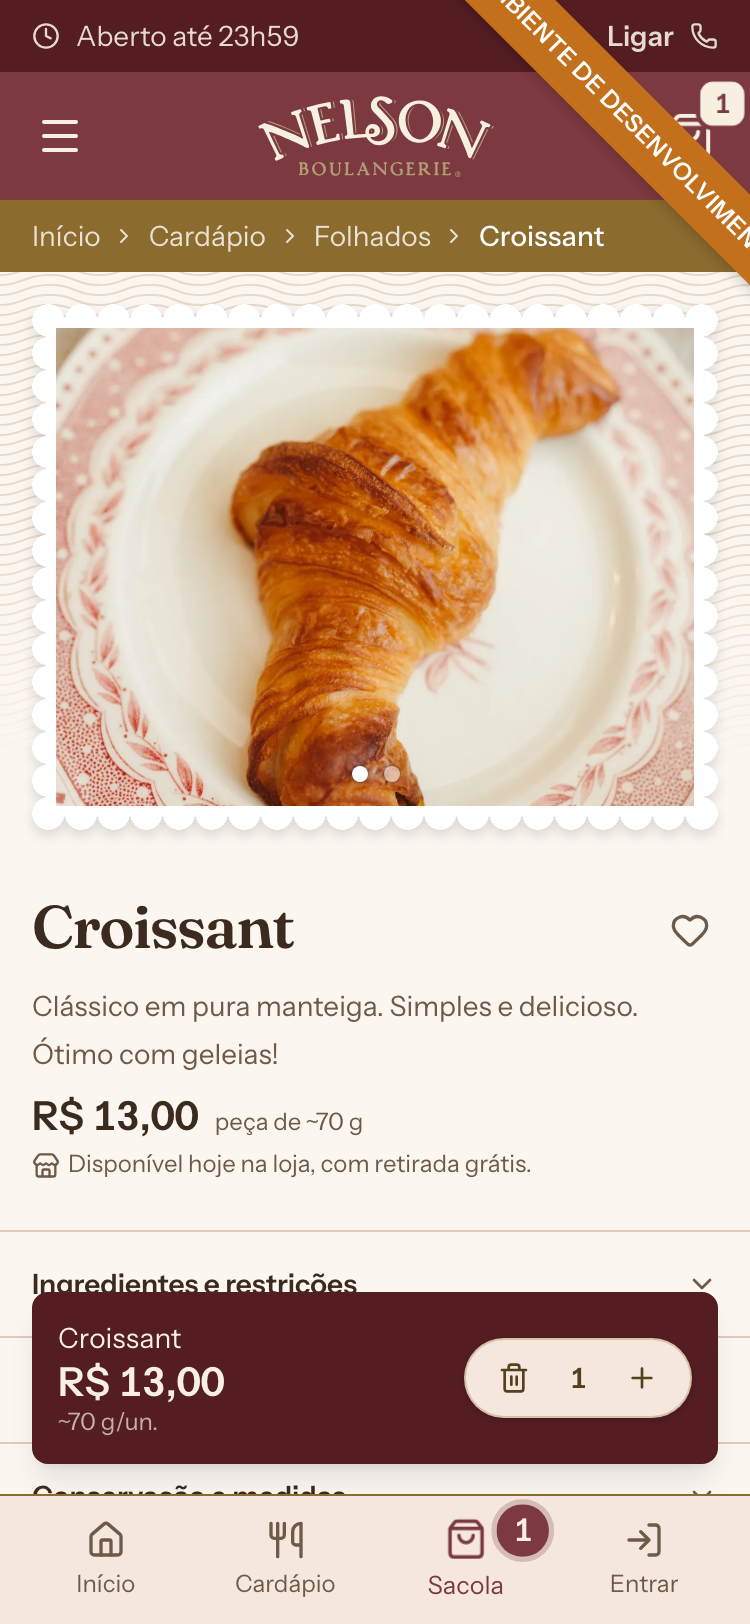 Aberto até 23h59
Ligar
NELSON
BOULANGERIE
1
Início > Cardápio > Folhados > Croissant
Croissant
Clássico em pura manteiga. Simples e delicioso.
Ótimo com geleias!
R$ 13,00 peça de ~70 g
Disponível hoje na loja, com retirada grátis.
Ingredientes e restrições
Croissant
R$ 13,00
~70 g/un.
1
Início
Cardápio
Sacola
1
Entrar